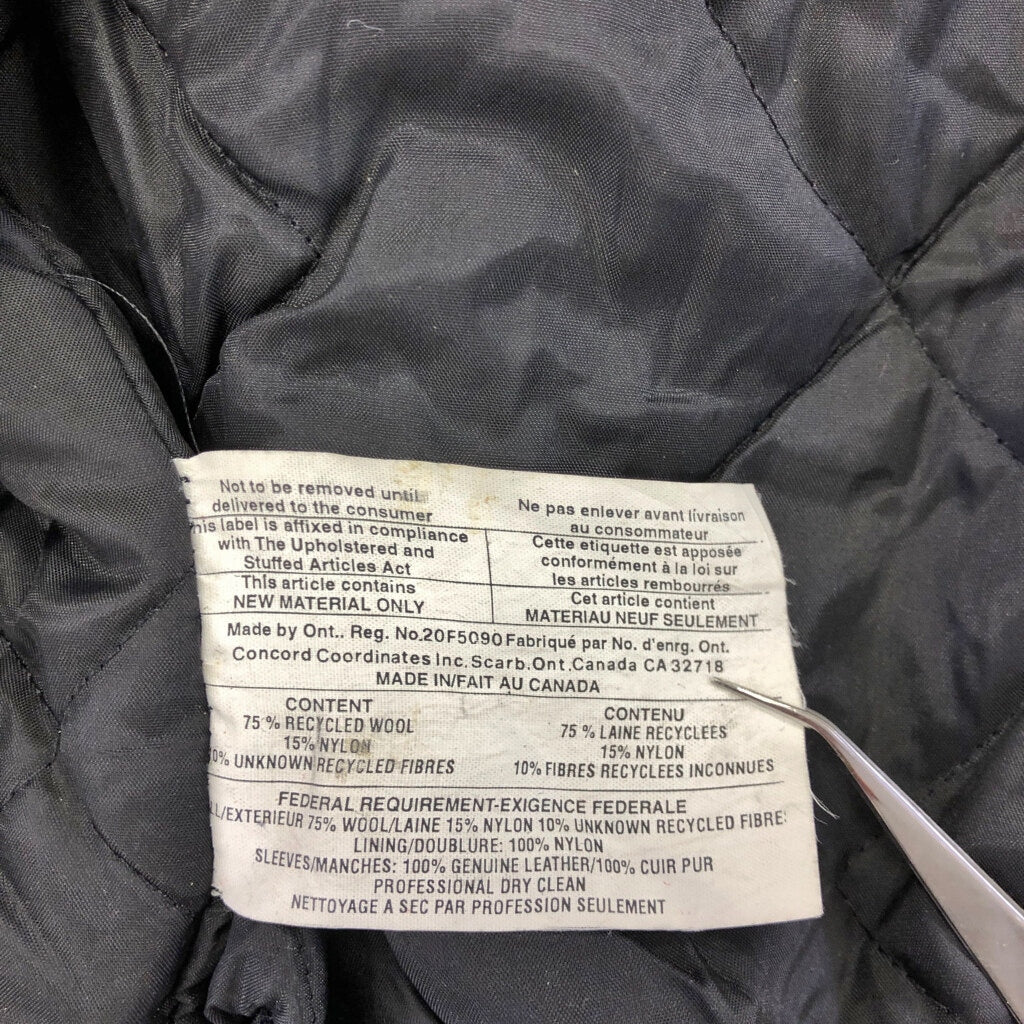 Not to be removed until
delivered to the consumer
his label is affixed in compliance
with The Upholstered and
Stuffed Articles Act
This article contains
NEW MATERIAL ONLY
Ne pas enlever avant livraison
au consommateur
Cette etiquette est apposée
conformément à la loi sur
les articles rembourrés
Cet article contient
MATERIAU NEUF SEULEMENT
Made by Ont.. Reg. No.20F5090 Fabriqué par No. d'enrg. Ont.
Concord Coordinates Inc. Scarb.Ont.Canada CA 32718
MADE IN/FAIT AU CANADA
CONTENT
75 % RECYCLED WOOL
15% NYLON
0% UNKNOWN RECYCLED FIBRES
CONTENU
75 % LAINE RECYCLEES
15% NYLON
10% FIBRES RECYCLEES INCONNUES
FEDERAL REQUIREMENT-EXIGENCE FEDERALE
LL/EXTERIEUR 75% WOOL/LAINE 15% NYLON 10% UNKNOWN RECYCLED FIBRE
LINING/DOUBLURE: 100% NYLON
SLEEVES/MANCHES: 100% GENUINE LEATHER/100% CUIR PUR
PROFESSIONAL DRY CLEAN
NETTOYAGE A SEC PAR PROFESSION SEULEMENT